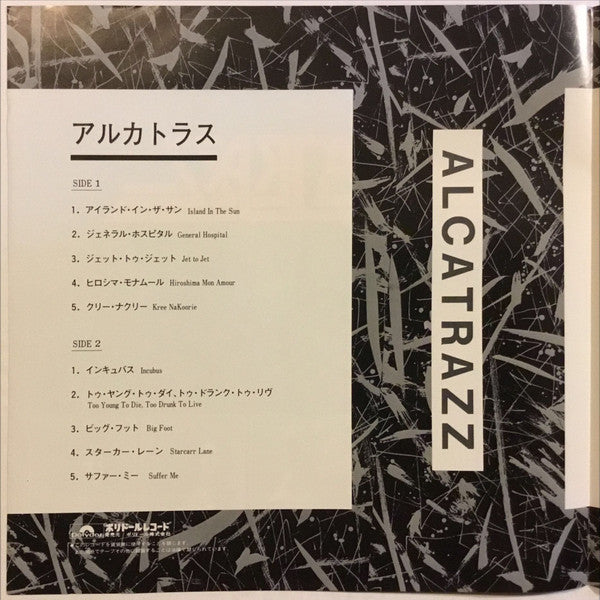 アルカトラス
SIDE 1
1. アイランド・イン・ザ・サン Island In The Sun
2. ジェネラル・ホスピタル General Hospital
3. ジェット・トゥ・ジェット Jet to Jet
4. ヒロシマ・モナムール Hiroshima Mon Amour
5. クリー・ナクリー Kree NaKoorie
SIDE 2
1. インキュバス Incubus
2. トゥ・ヤング・トゥ・ダイ、トゥ・ドランク・トゥ・リヴ
Too Young To Die, Too Drunk To Live
3. ビッグ・フット Big Foot
4. スターカー・レーン Starcarr Lane
5. サファー・ミー Suffer Me
ALCATRAZZ
ポリドールレコード
Polydor